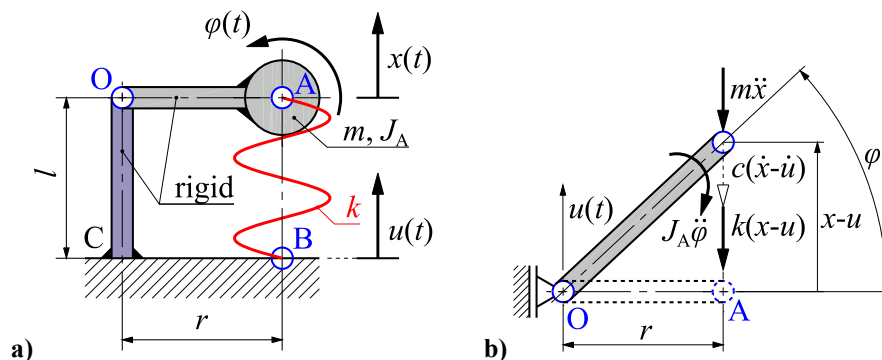 φ(t)
x(t)
O
A
m, J_A
l
rigid
k
u(t)
C
B
r
a)
mẍ
φ
c(ẋ-u̇)
u(t)
x-u
J_Aφ̈
k(x-u)
O
A
r
b)